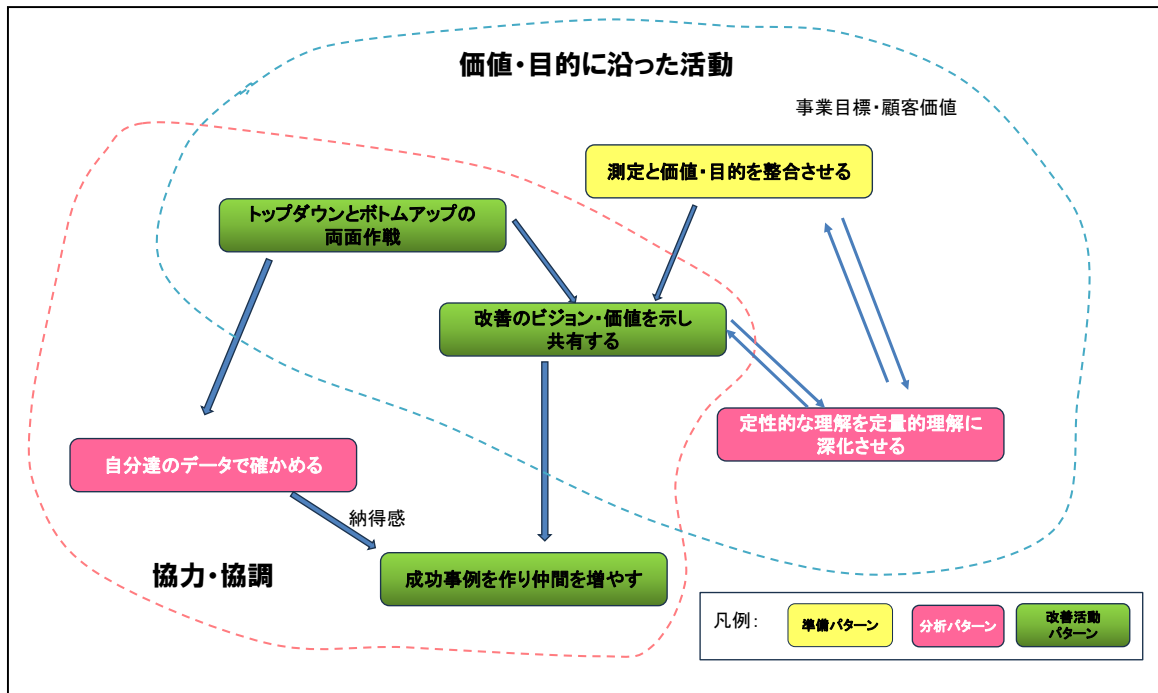 価値・目的に沿った活動
事業目標・顧客価値
測定と価値・目的を整合させる
トップダウンとボトムアップの
両面作戦
改善のビジョン・価値を示し
共有する
定性的な理解を定量的理解に
深化させる
自分達のデータで確かめる
納得感
協力・協調
成功事例を作り仲間を増やす
凡例:
準備パターン
分析パターン
改善活動
パターン